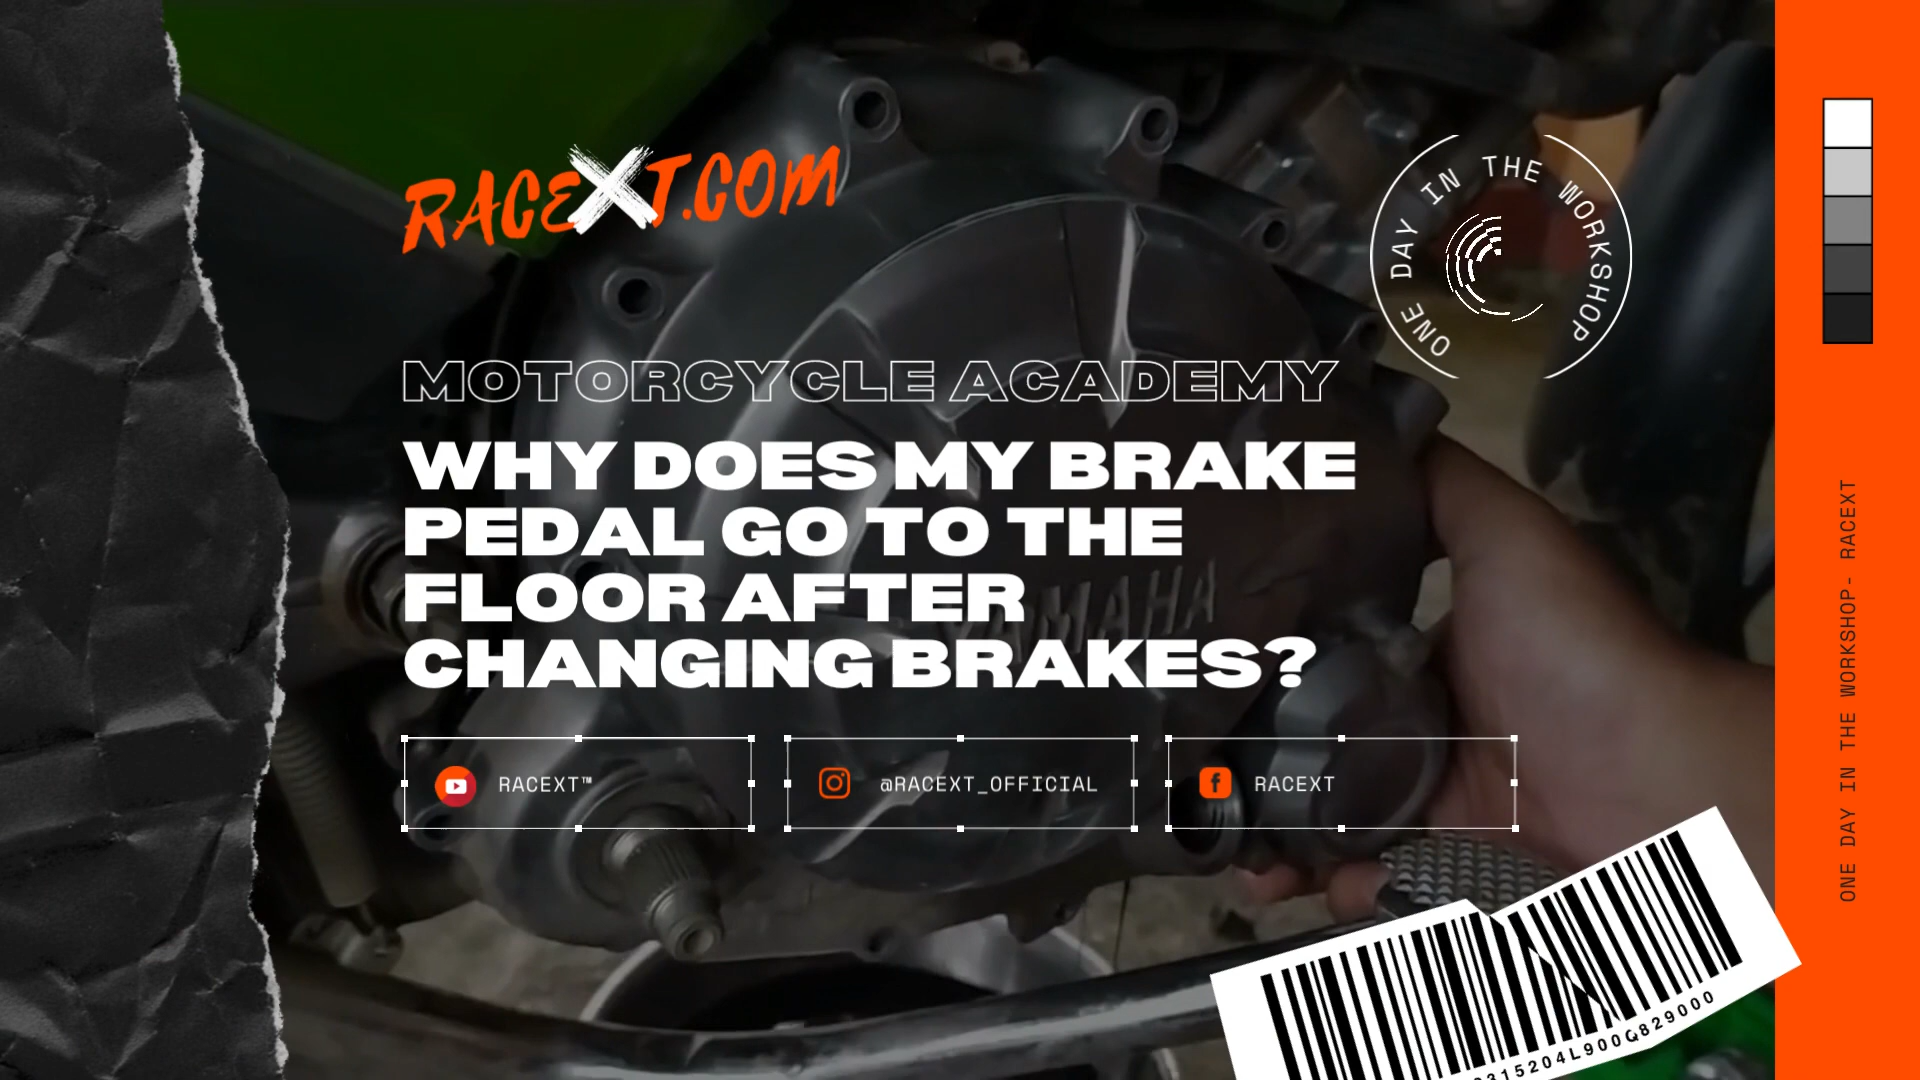 RACEXT.COM
ONE DAY IN THE WORKSHOP
MOTORCYCLE ACADEMY
WHY DOES MY BRAKE
PEDAL GO TO THE
FLOOR AFTER
CHANGING BRAKES?
YAMAHA
RACEXT™
@RACEXT_OFFICIAL
RACEXT
ONE DAY IN THE WORKSHOP- RACEXT
315204L900Q829000